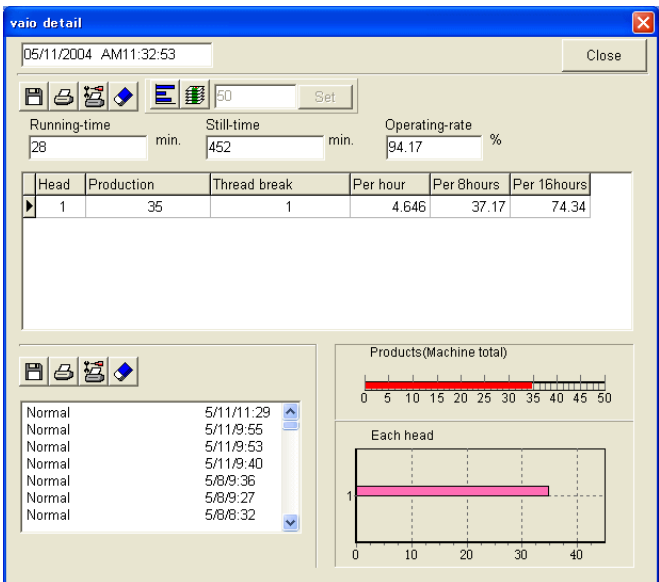 vaio detail
05/11/2004 AM11:32:53
Close
50
Set
Running-time
Still-time
Operating-rate
28
min.
452
min.
94.17
%
Head Production Thread break Per hour Per 8hours Per 16hours
1 35 1 4.646 37.17 74.34
Products(Machine total)
0 5 10 15 20 25 30 35 40 45 50
Normal 5/11/11:29
Normal 5/11/9:55
Normal 5/11/9:53
Normal 5/11/9:40
Normal 5/8/9:36
Normal 5/8/9:27
Normal 5/8/8:32
Each head
1
0 10 20 30 40